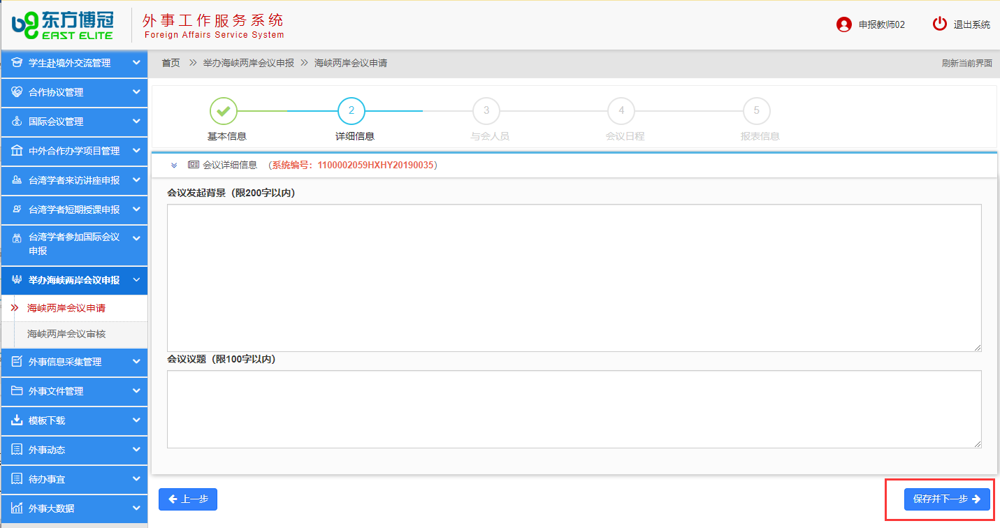 东方博冠
EAST ELITE
外事工作服务系统
Foreign Affairs Service System
申报教师02
退出系统
学生赴境外交流管理
合作协议管理
国际会议管理
中外合作办学项目管理
台湾学者来访讲座申报
台湾学者短期授课申报
台湾学者参加国际会议
申报
举办海峡两岸会议申报
海峡两岸会议申请
海峡两岸会议审核
外事信息采集管理
外事文件管理
模板下载
外事动态
待办事宜
外事大数据
首页 举办海峡两岸会议申报 海峡两岸会议申请
刷新当前界面
2 3 4 5
基本信息 详细信息 与会人员 会议日程 报表信息
会议详细信息 （系统编号：1100002059HXHY20190035）
会议发起背景（限200字以内）
会议议题（限100字以内）
上一步
保存并下一步